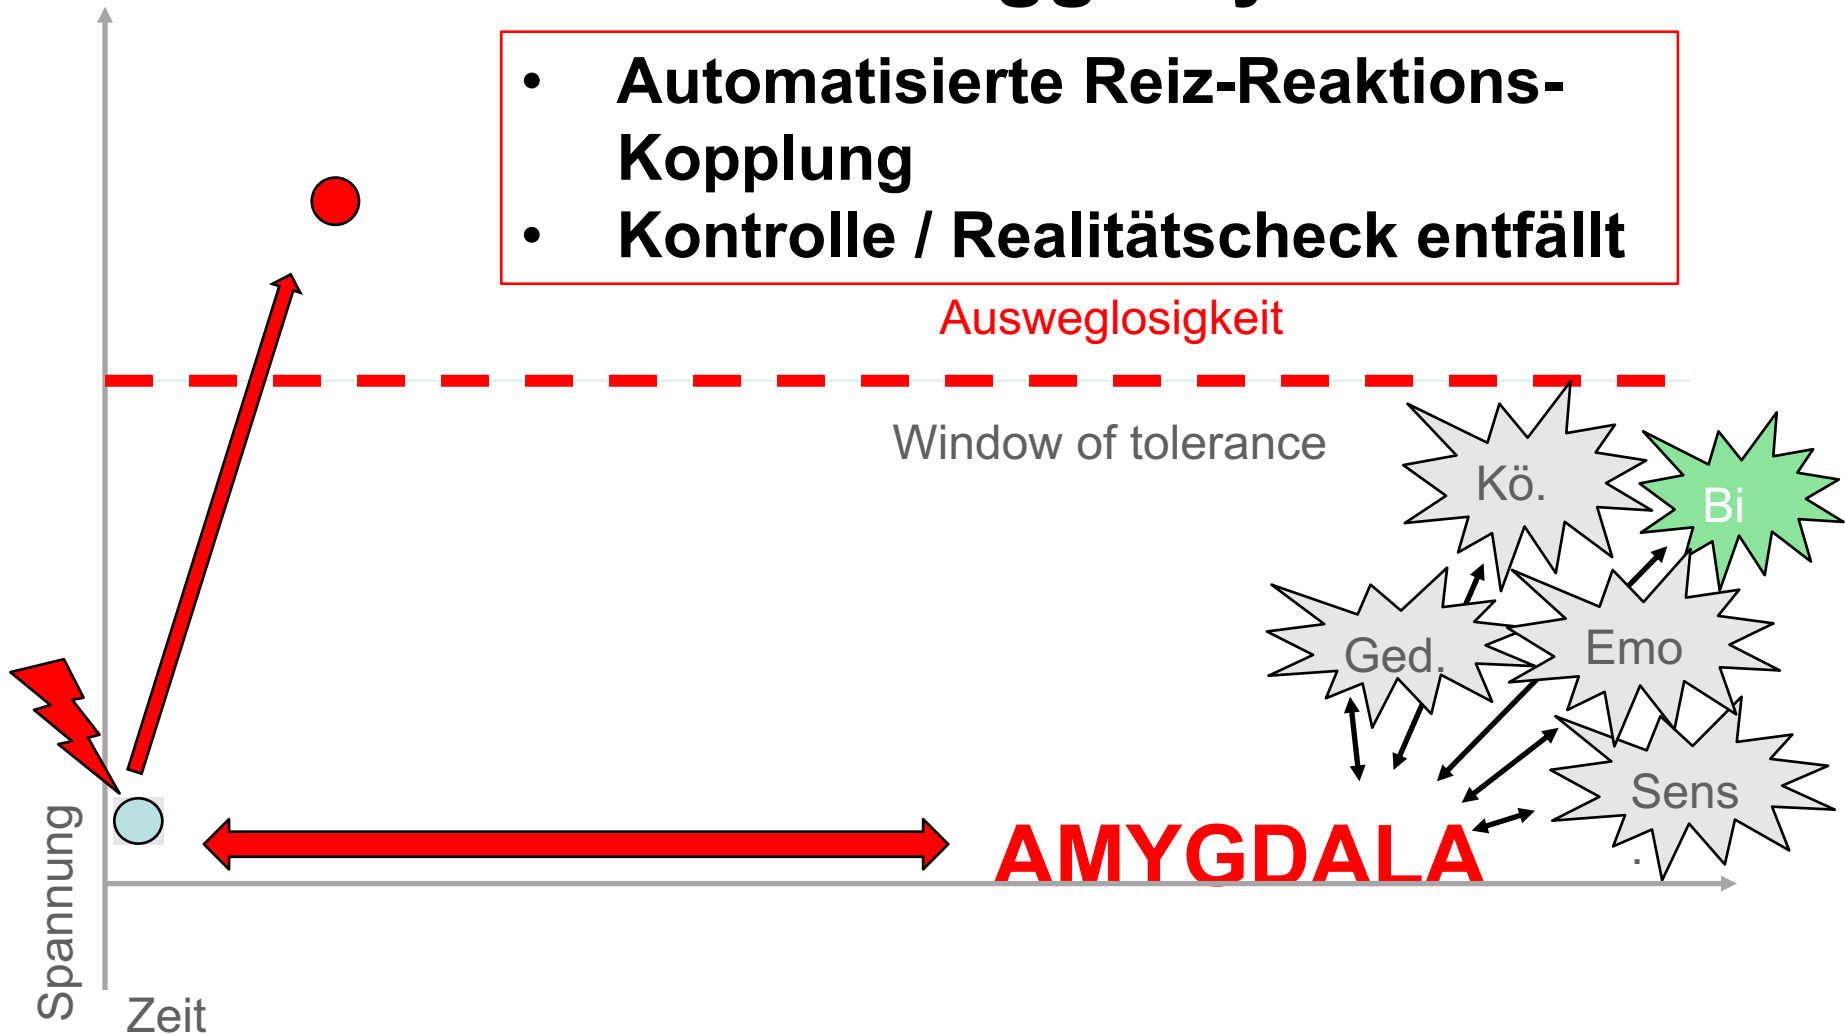 • Automatisierte Reiz-Reaktions-
Kopplung
• Kontrolle / Realitätscheck entfällt
Ausweglosigkeit
Window of tolerance
Kö.
Bi
Ged.
Emo
Sens
.
AMYGDALA
Spannung
Zeit